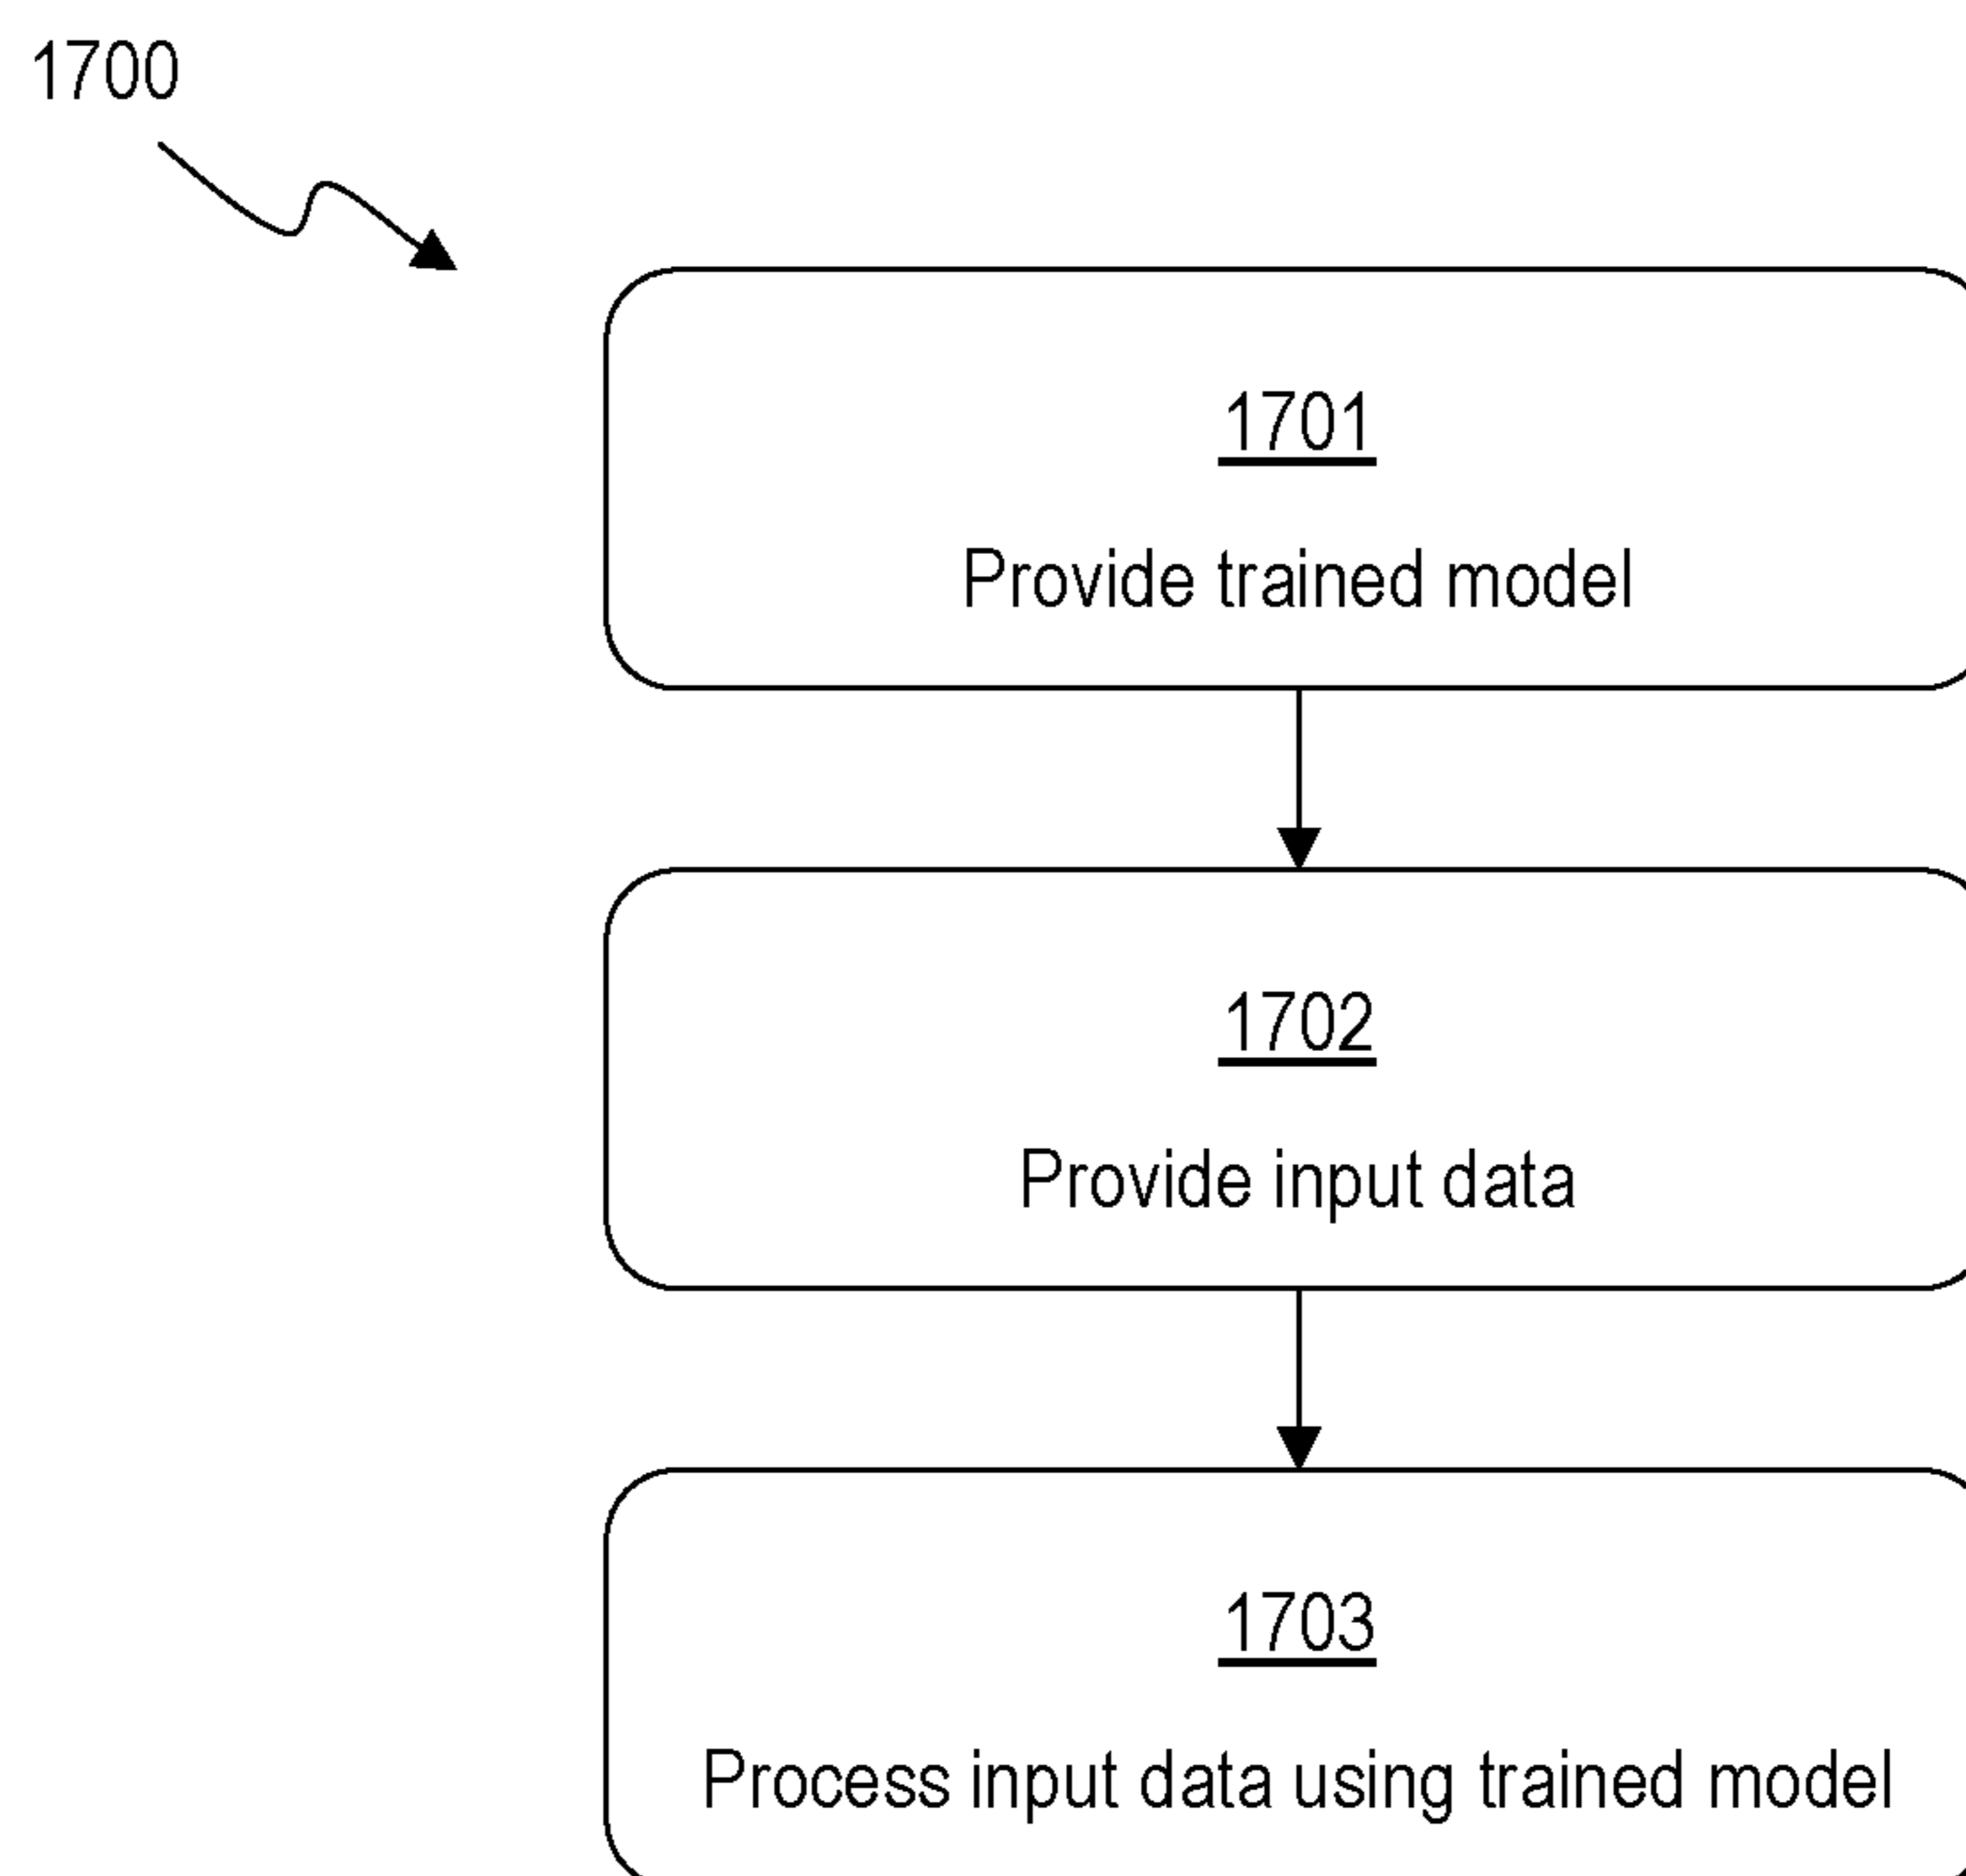 1700
1701
Provide trained model
1702
Provide input data
1703
Process input data using trained model